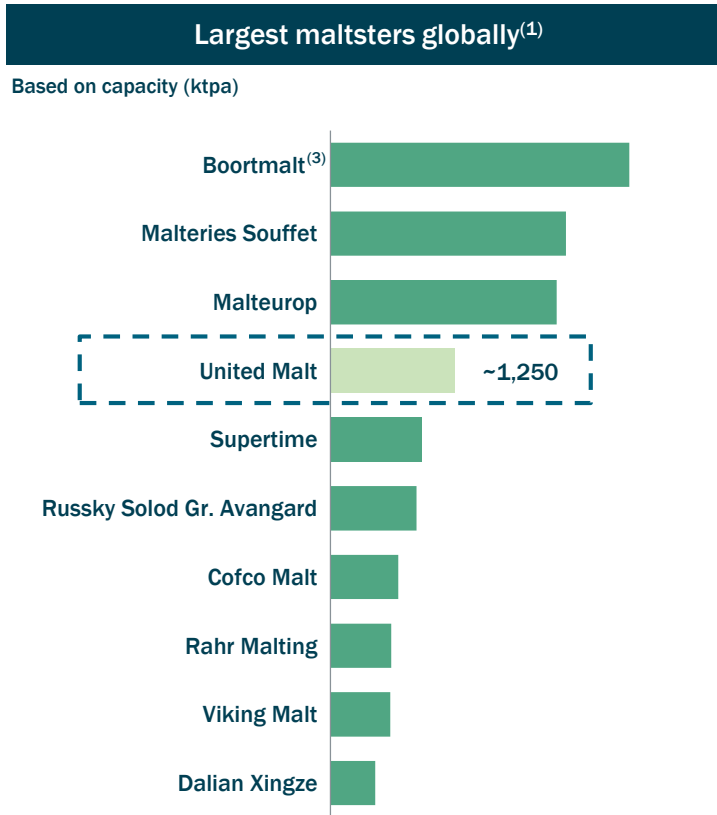 Largest maltsters globally(1)
Based on capacity (ktpa)
Boortmalt(3)
Malteries Souffet
Malteurop
United Malt ~1,250
Supertime
Russky Solod Gr. Avangard
Cofco Malt
Rahr Malting
Viking Malt
Dalian Xingze